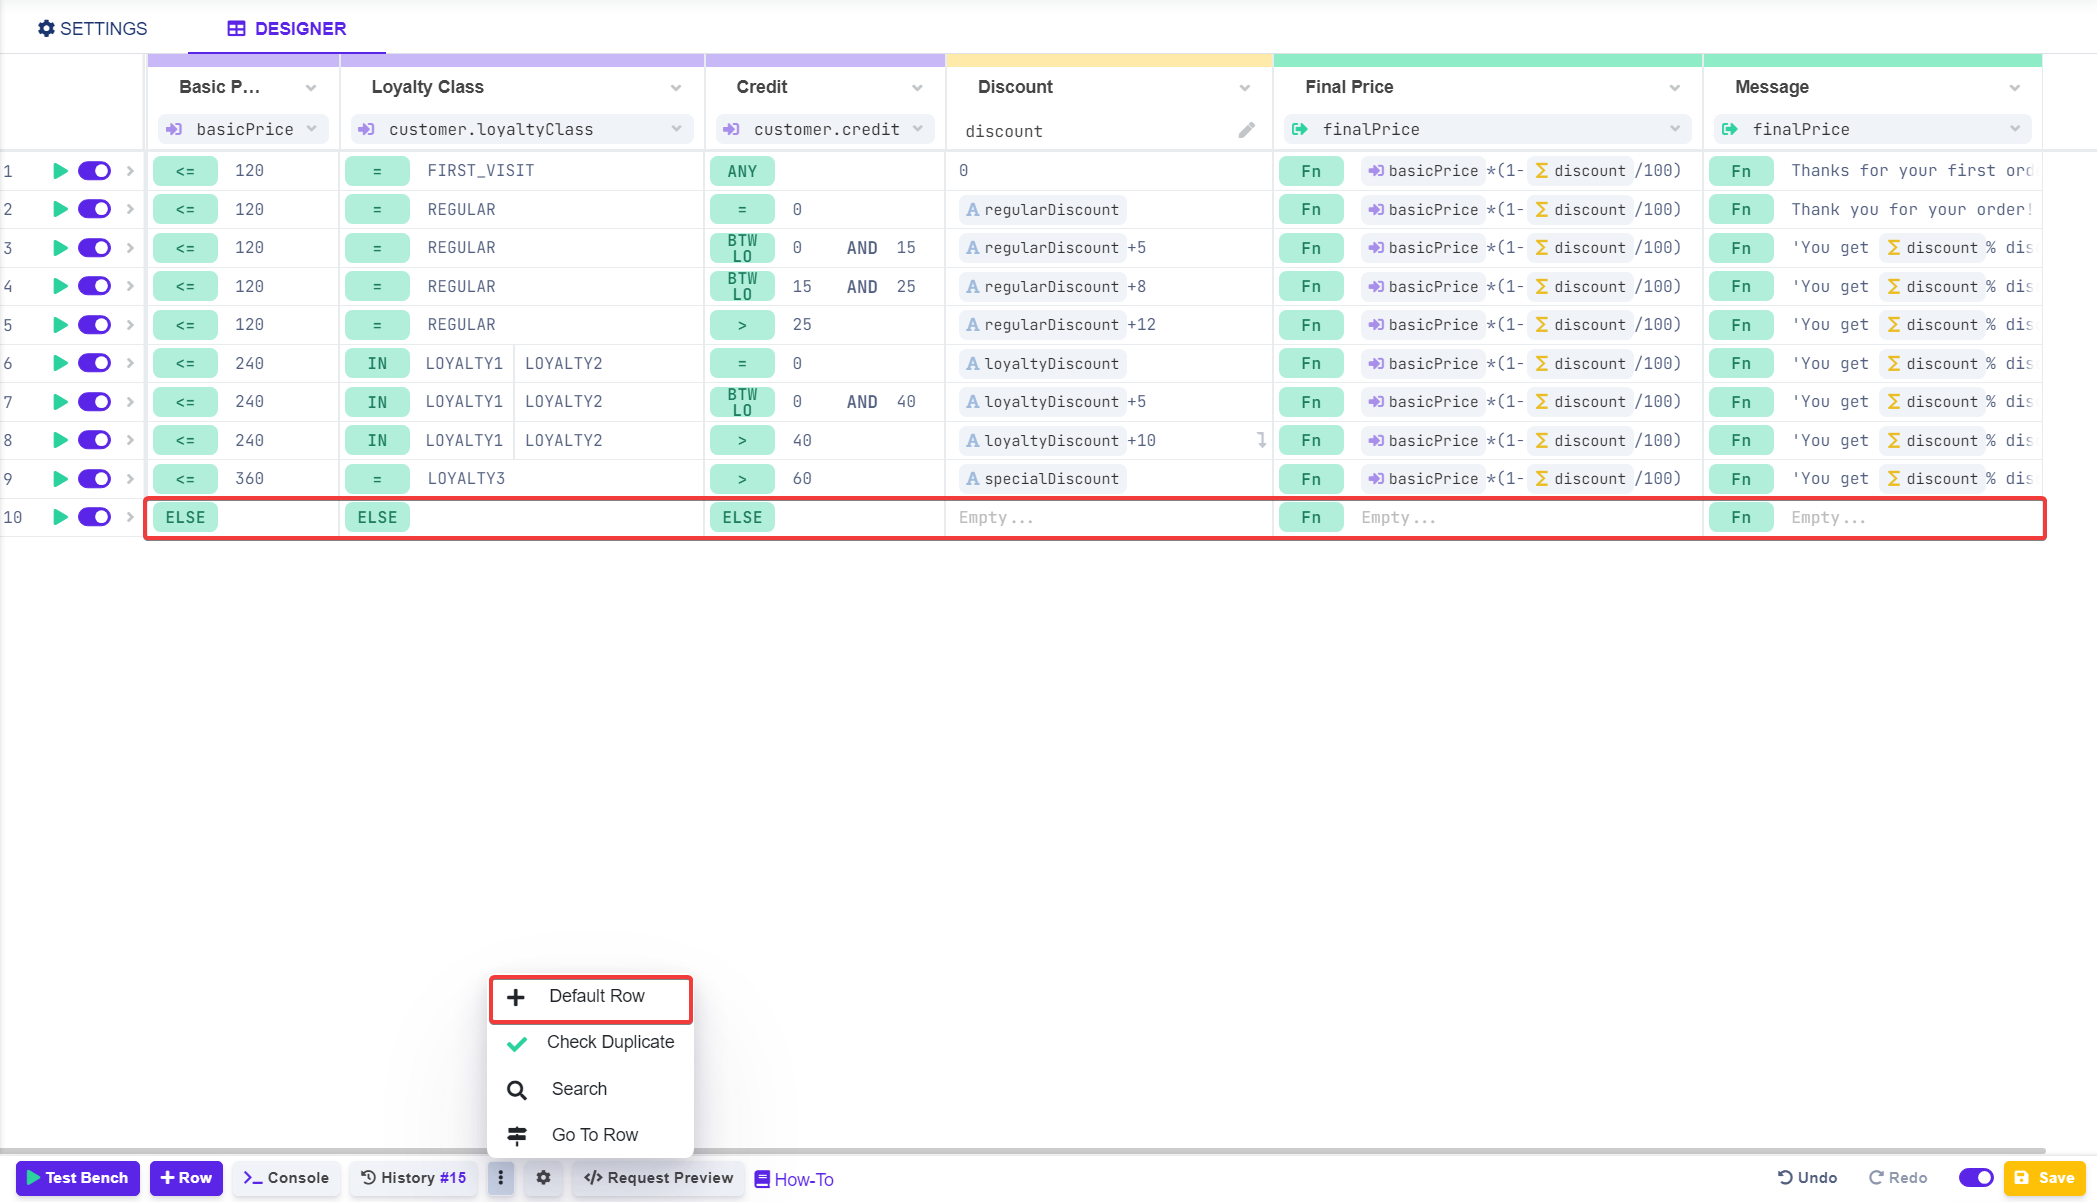 SETTINGS DESIGNER
Basic P... Loyalty Class Credit Discount Final Price Message
basicPrice customer.loyaltyClass customer.credit discount finalPrice finalPrice
1 <= 120 = FIRST_VISIT ANY 0 Fn basicPrice*(1- Σ discount/100) Fn Thanks for your first ord
2 <= 120 = REGULAR = 0 A regularDiscount Fn basicPrice*(1- Σ discount/100) Fn Thank you for your order!
3 <= 120 = REGULAR BTW LO 0 AND 15 A regularDiscount+5 Fn basicPrice*(1- Σ discount/100) Fn 'You get Σ discount% dis
4 <= 120 = REGULAR BTW LO 15 AND 25 A regularDiscount+8 Fn basicPrice*(1- Σ discount/100) Fn 'You get Σ discount% dis
5 <= 120 = REGULAR > 25 A regularDiscount+12 Fn basicPrice*(1- Σ discount/100) Fn 'You get Σ discount% dis
6 <= 240 IN LOYALTY1 LOYALTY2 = 0 A loyaltyDiscount Fn basicPrice*(1- Σ discount/100) Fn 'You get Σ discount% dis
7 <= 240 IN LOYALTY1 LOYALTY2 BTW LO 0 AND 40 A loyaltyDiscount+5 Fn basicPrice*(1- Σ discount/100) Fn 'You get Σ discount% dis
8 <= 240 IN LOYALTY1 LOYALTY2 > 40 A loyaltyDiscount+10 Fn basicPrice*(1- Σ discount/100) Fn 'You get Σ discount% dis
9 <= 360 = LOYALTY3 > 60 A specialDiscount Fn basicPrice*(1- Σ discount/100) Fn 'You get Σ discount% dis
10 ELSE ELSE ELSE Empty... Fn Empty... Fn Empty...
Default Row
Check Duplicate
Search
Go To Row
Test Bench +Row Console History #15 </> Request Preview How-To Undo Redo Save